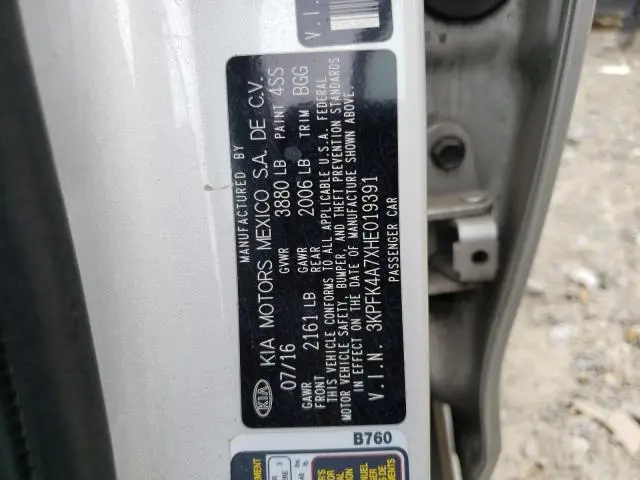 MANUFACTURED BY
KIA KIA MOTORS MEXICO S.A. DE C.V.
07/16 GVWR 3880 LB PAINT 4SS
GAWR FRONT 2161 LB GAWR REAR 2006 LB TRIM BGG
THIS VEHICLE CONFORMS TO ALL APPLICABLE U.S.A. FEDERAL
MOTOR VEHICLE SAFETY, BUMPER, AND THEFT PREVENTION STANDARDS
IN EFFECT ON THE DATE OF MANUFACTURE SHOWN ABOVE.
V.I.N. 3KPFK4A7XHE019391
PASSENGER CAR
V.I.N.
B760